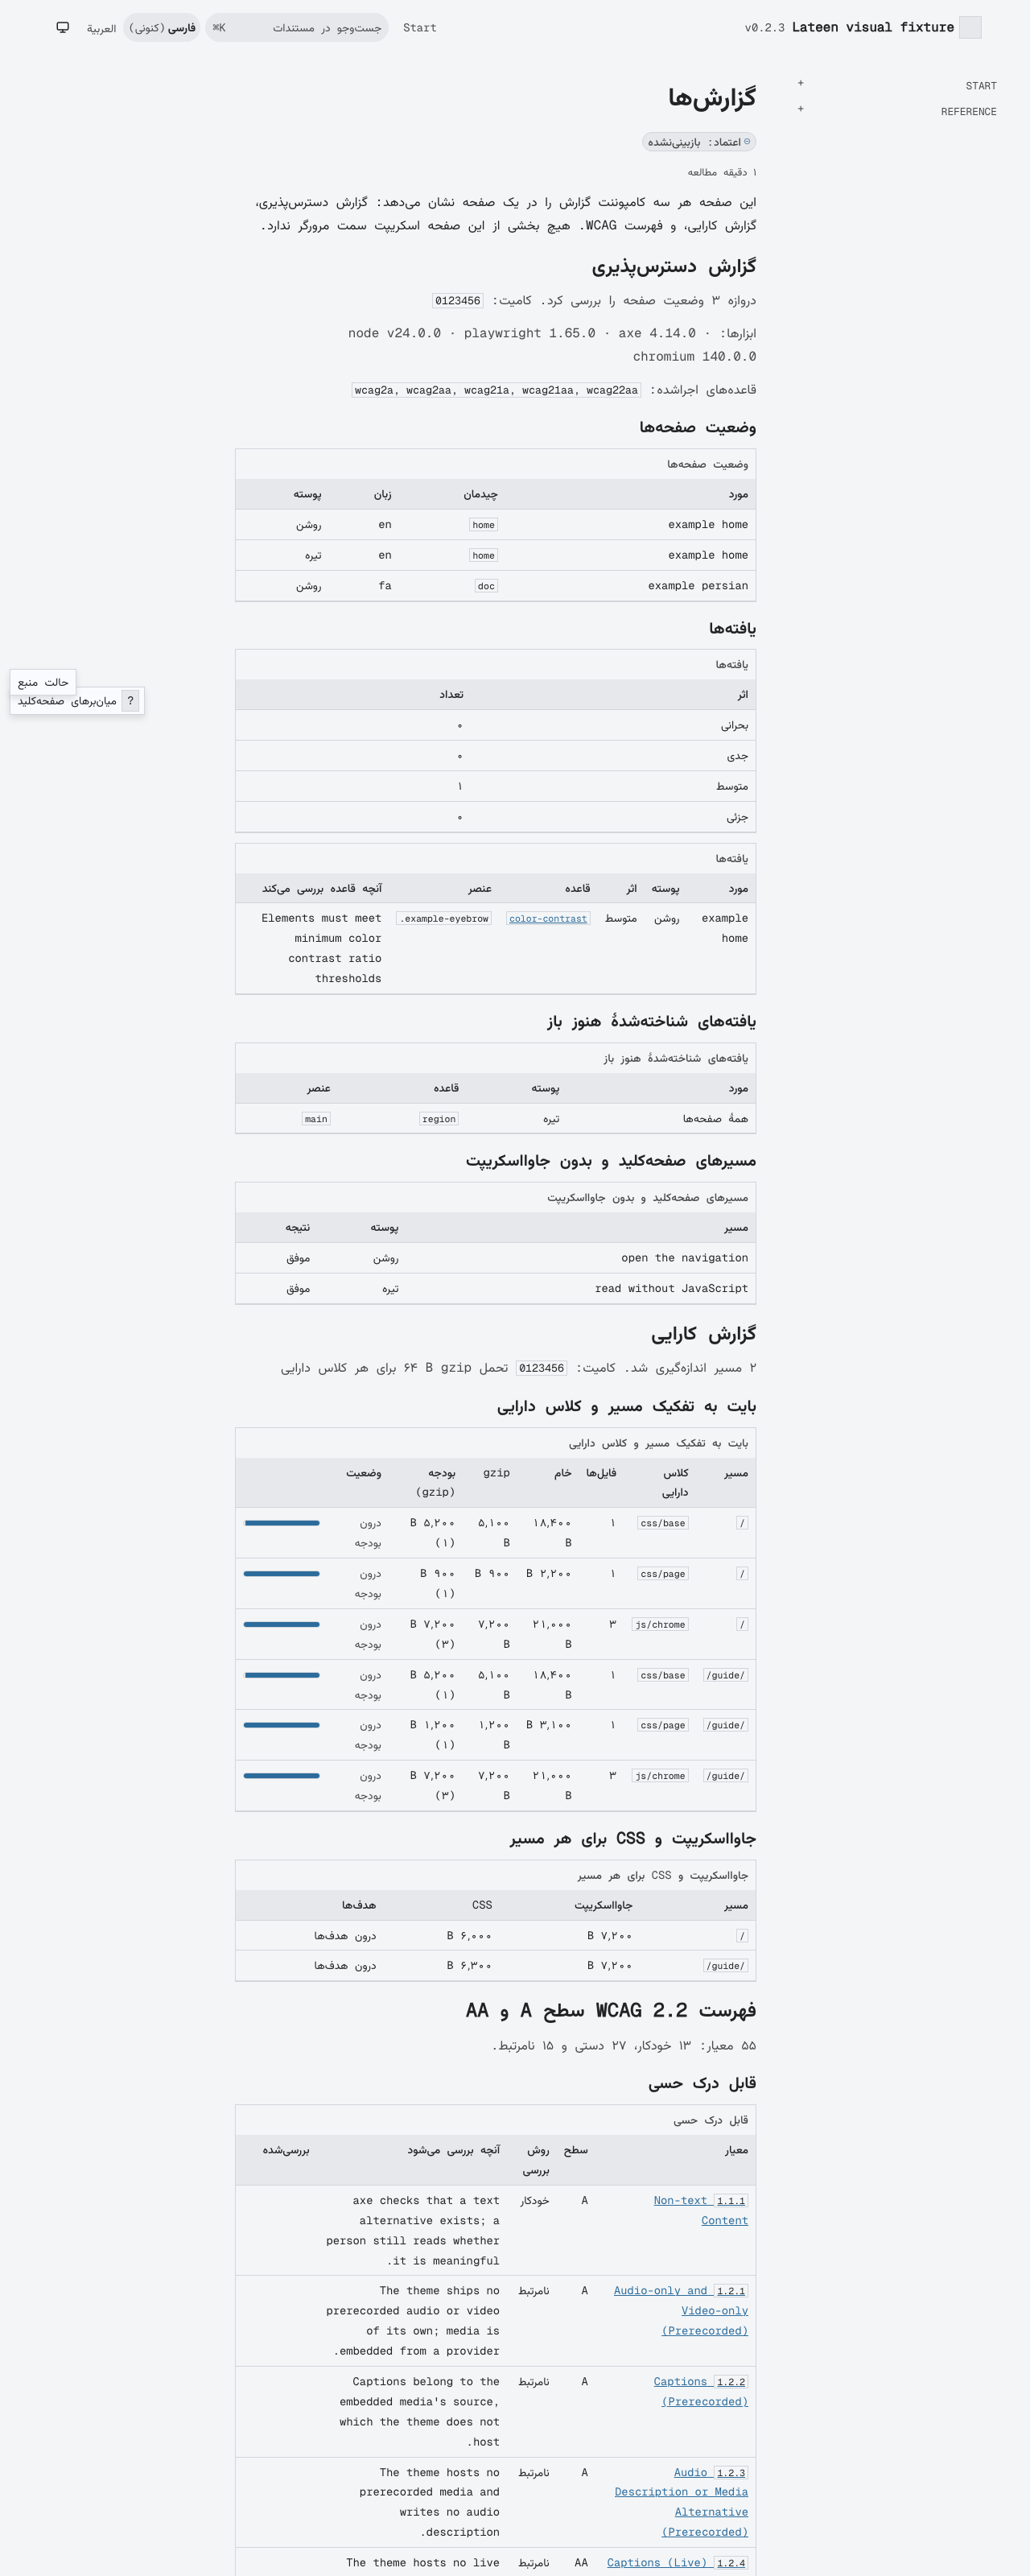 Lateen visual fixture v0.2.3
Start
جست‌وجو در مستندات ⌘K
فارسی (کنونی)
العربية
START +
REFERENCE +
گزارش‌ها
اعتماد: بازبینی‌نشده
۱ دقیقه مطالعه
این صفحه هر سه کامپوننت گزارش را در یک صفحه نشان می‌دهد: گزارش دسترس‌پذیری،
گزارش کارایی، و فهرست WCAG. هیچ بخشی از این صفحه اسکریپت سمت مرورگر ندارد.
گزارش دسترس‌پذیری
دروازه ۳ وضعیت صفحه را بررسی کرد. کامیت: 0123456
ابزارها: node v24.0.0 · playwright 1.65.0 · axe 4.14.0 ·
chromium 140.0.0
قاعده‌های اجراشده: wcag2a, wcag2aa, wcag21a, wcag21aa, wcag22aa
وضعیت صفحه‌ها
وضعیت صفحه‌ها
مورد چیدمان زبان پوسته
example home home en روشن
example home home en تیره
example persian doc fa روشن
یافته‌ها
یافته‌ها
اثر تعداد
بحرانی ۰
جدی ۰
متوسط ۱
جزئی ۰
حالت منبع
? میان‌برهای صفحه‌کلید
یافته‌ها
مورد پوسته اثر قاعده عنصر آنچه قاعده بررسی می‌کند
example روشن متوسط color-contrast .example-eyebrow Elements must meet
home minimum color
contrast ratio
thresholds
یافته‌های شناخته‌شدهٔ هنوز باز
یافته‌های شناخته‌شدهٔ هنوز باز
مورد پوسته قاعده عنصر
همهٔ صفحه‌ها تیره region main
مسیرهای صفحه‌کلید و بدون جاوااسکریپت
مسیرهای صفحه‌کلید و بدون جاوااسکریپت
مسیر پوسته نتیجه
open the navigation روشن موفق
read without JavaScript تیره موفق
گزارش کارایی
۲ مسیر اندازه‌گیری شد. کامیت: 0123456 تحمل ۶۴ B gzip برای هر کلاس دارایی
بایت به تفکیک مسیر و کلاس دارایی
بایت به تفکیک مسیر و کلاس دارایی
مسیر کلاس فایل‌ها خام gzip بودجه وضعیت
دارایی (gzip)
/ css/base ۱ ۱۸,۴۰۰ ۵,۱۰۰ ۵,۲۰۰ B درون
B B (۱) بودجه
/ css/page ۱ ۲,۲۰۰ B ۹۰۰ B ۹۰۰ B درون
(۱) بودجه
/ js/chrome ۳ ۲۱,۰۰۰ ۷,۲۰۰ ۷,۲۰۰ B درون
B B (۳) بودجه
/guide/ css/base ۱ ۱۸,۴۰۰ ۵,۱۰۰ ۵,۲۰۰ B درون
B B (۱) بودجه
/guide/ css/page ۱ ۳,۱۰۰ B ۱,۲۰۰ ۱,۲۰۰ B درون
B (۱) بودجه
/guide/ js/chrome ۳ ۲۱,۰۰۰ ۷,۲۰۰ ۷,۲۰۰ B درون
B B (۳) بودجه
جاوااسکریپت و CSS برای هر مسیر
جاوااسکریپت و CSS برای هر مسیر
مسیر جاوااسکریپت CSS هدف‌ها
/ ۷,۲۰۰ B ۶,۰۰۰ B درون هدف‌ها
/guide/ ۷,۲۰۰ B ۶,۳۰۰ B درون هدف‌ها
فهرست WCAG 2.2 سطح A و AA
۵۵ معیار: ۱۳ خودکار، ۲۷ دستی و ۱۵ نامرتبط.
قابل درک حسی
قابل درک حسی
معیار سطح روش آنچه بررسی می‌شود بررسی‌شده
بررسی
1.1.1 Non-text A خودکار axe checks that a text
Content alternative exists; a
person still reads whether
it is meaningful.
1.2.1 Audio-only and A نامرتبط The theme ships no
Video-only prerecorded audio or video
(Prerecorded) of its own; media is
embedded from a provider.
1.2.2 Captions A نامرتبط Captions belong to the
(Prerecorded) embedded media's source,
which the theme does not
host.
1.2.3 Audio A نامرتبط The theme hosts no
Description or Media prerecorded media and
Alternative writes no audio
(Prerecorded) description.
1.2.4 Captions (Live) AA نامرتبط The theme hosts no live